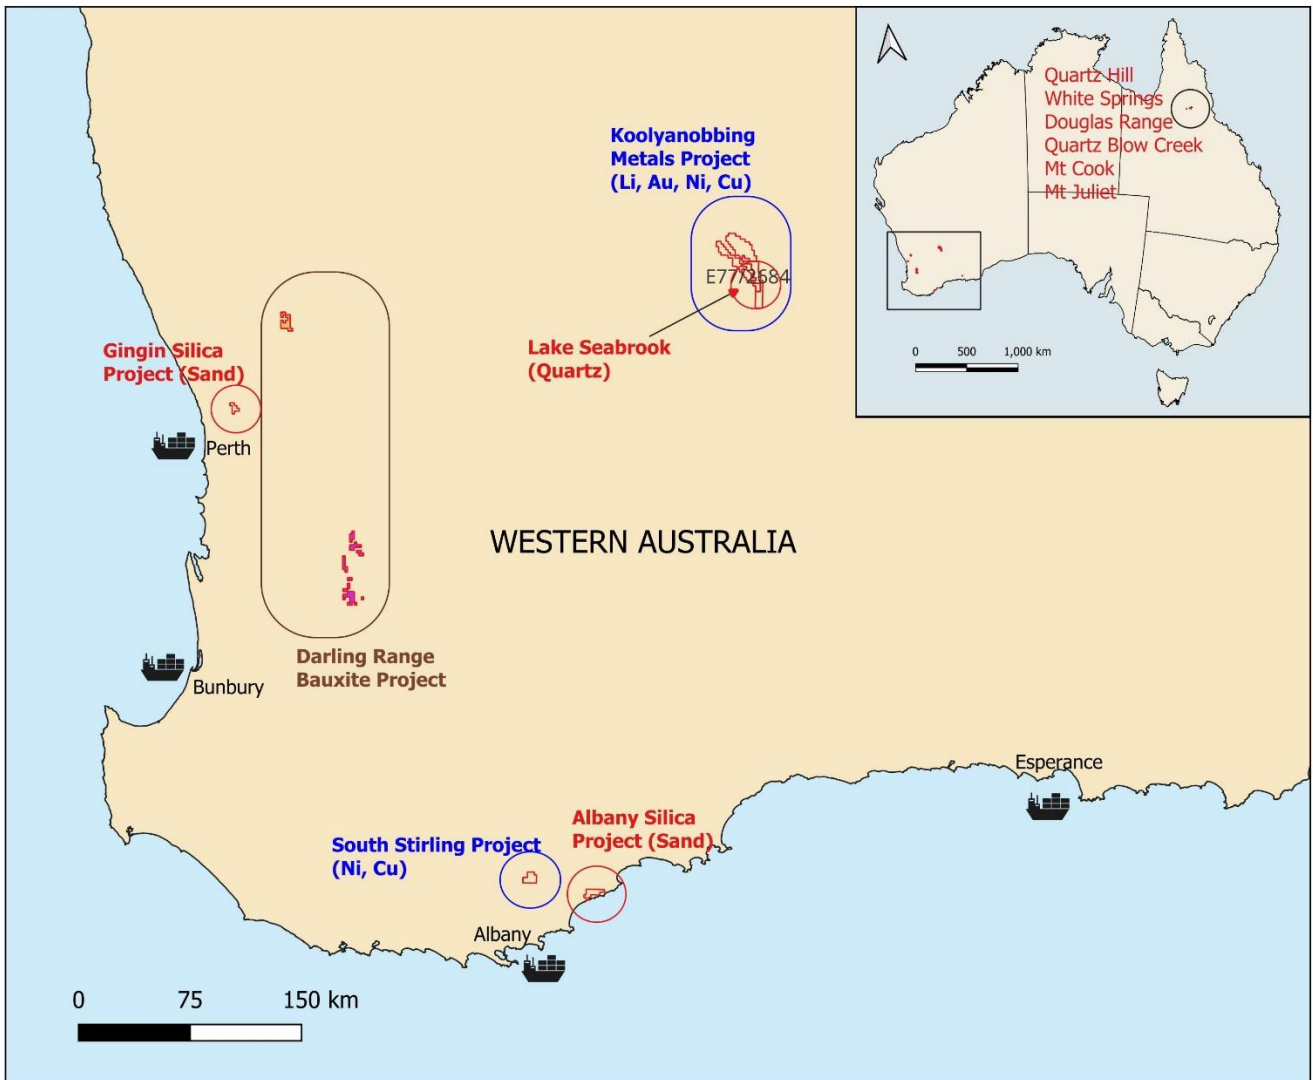 Koolyanobbing
Metals Project
(Li, Au, Ni, Cu)
E7772684
Lake Seabrook
(Quartz)
Gingin Silica
Project (Sand)
Perth
WESTERN AUSTRALIA
Darling Range
Bauxite Project
Bunbury
Esperance
Albany Silica
Project (Sand)
South Stirling Project
(Ni, Cu)
Albany
0 75 150 km
Quartz Hill
White Springs
Douglas Range
Quartz Blow Creek
Mt Cook
Mt Juliet
0 500 1,000 km